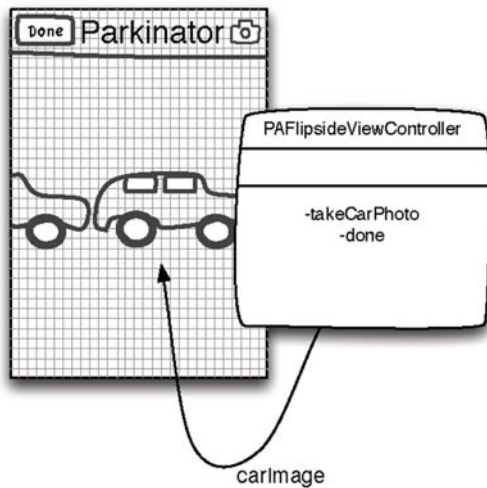 Done Parkinator
PAFlipsideViewController
-takeCarPhoto
-done
carImage